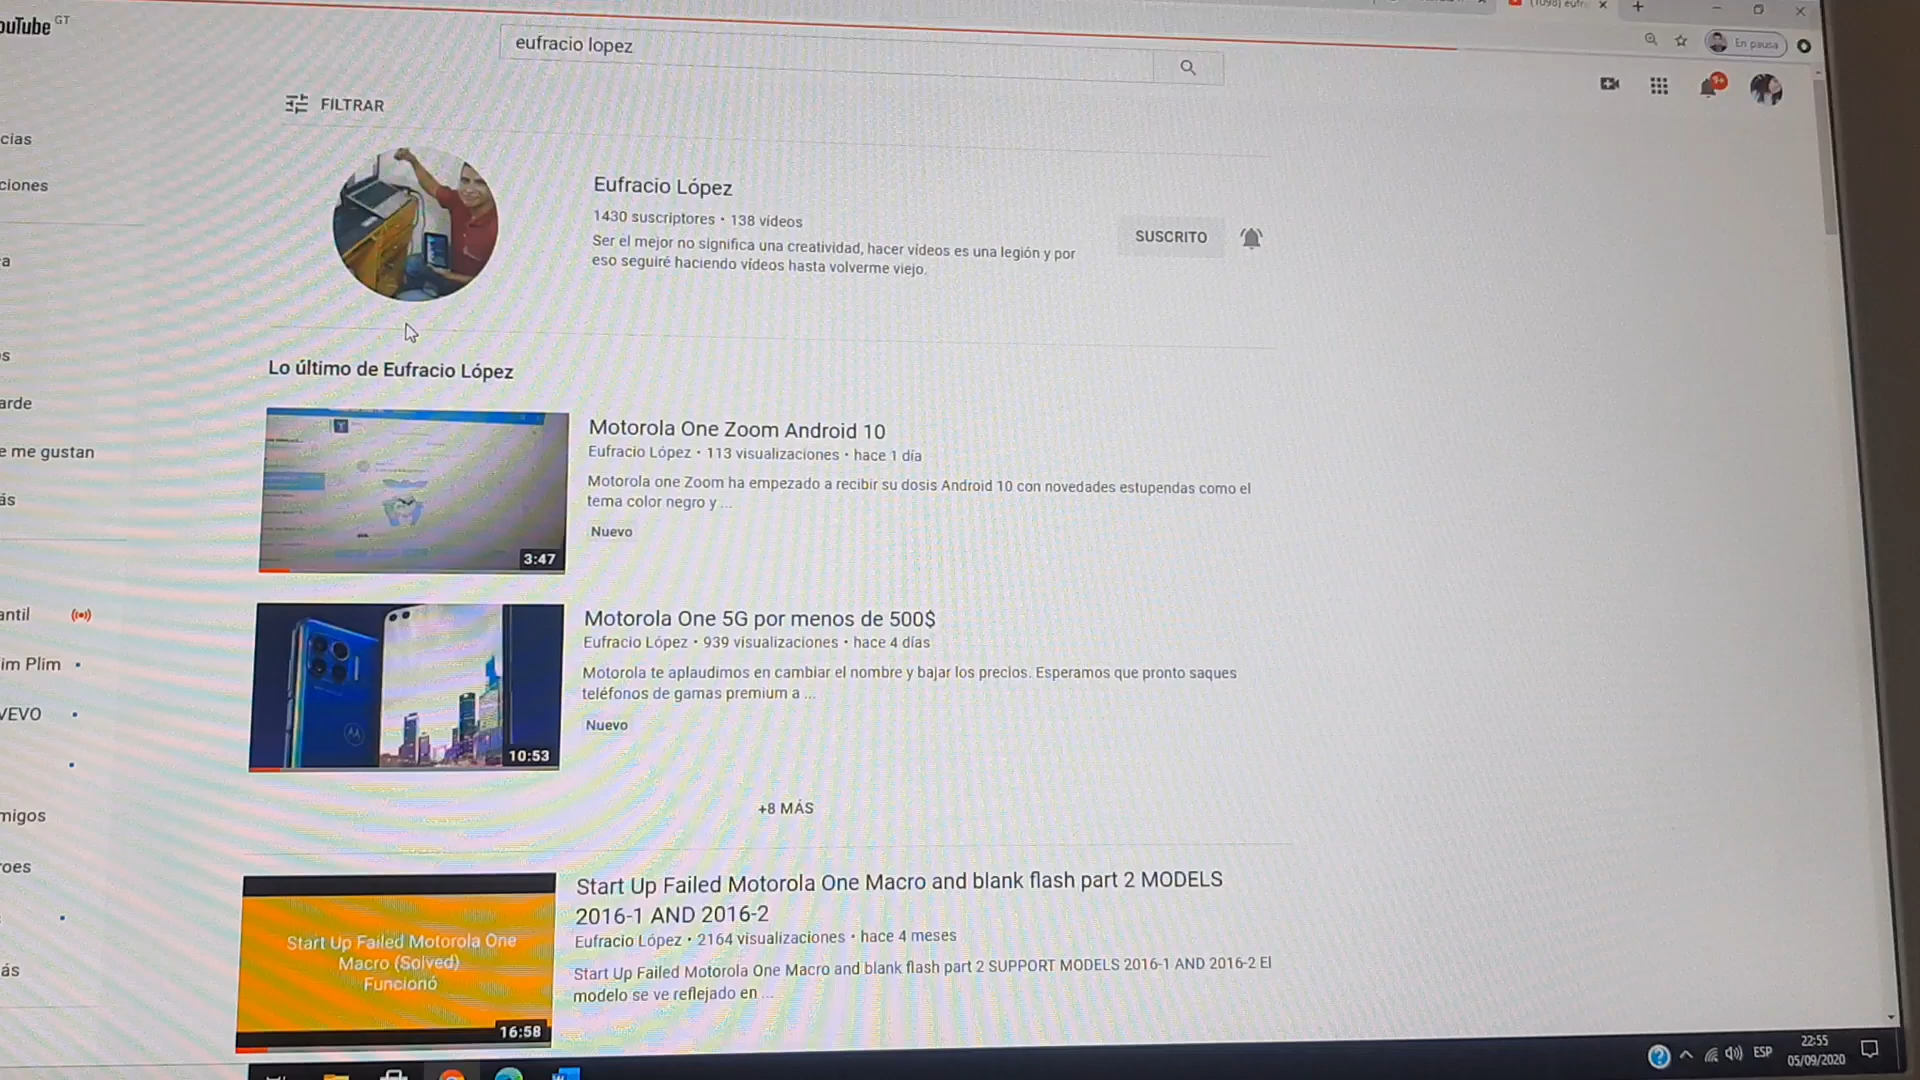 ouTube GT
eufracio lopez
En pausa
9+
FILTRAR
cias
ciones
a
s
arde
e me gustan
ás
antil
im Plim
VEVO
migos
roes
ás
Eufracio López
1430 suscriptores • 138 videos
Ser el mejor no significa una creatividad, hacer vídeos es una legión y por
eso seguiré haciendo vídeos hasta volverme viejo.
SUSCRITO
Lo último de Eufracio López
3:47
Motorola One Zoom Android 10
Eufracio López • 113 visualizaciones • hace 1 día
Motorola one Zoom ha empezado a recibir su dosis Android 10 con novedades estupendas como el
tema color negro y ...
Nuevo
10:53
Motorola One 5G por menos de 500$
Eufracio López • 939 visualizaciones • hace 4 días
Motorola te aplaudimos en cambiar el nombre y bajar los precios. Esperamos que pronto saques
teléfonos de gamas premium a ...
Nuevo
+8 MÁS
Start Up Failed Motorola One
Macro (Solved)
Funcionó
16:58
Start Up Failed Motorola One Macro and blank flash part 2 MODELS
2016-1 AND 2016-2
Eufracio López • 2164 visualizaciones • hace 4 meses
Start Up Failed Motorola One Macro and blank flash part 2 SUPPORT MODELS 2016-1 AND 2016-2 El
modelo se ve reflejado en ...
ESP
22:55
05/09/2020